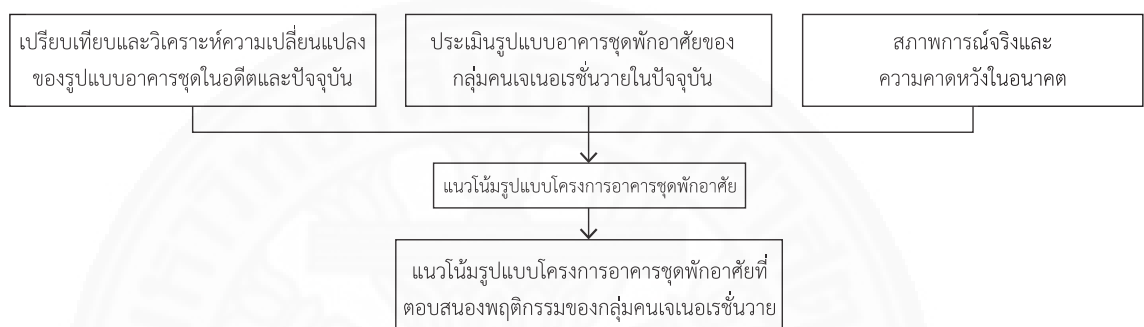 เปรียบเทียบและวิเคราะห์ความเปลี่ยนแปลง
ของรูปแบบอาคารชุดในอดีตและปัจจุบัน
ประเมินรูปแบบอาคารชุดพักอาศัยของ
กลุ่มคนเจเนอเรชั่นวายในปัจจุบัน
สภาพการณ์จริงและ
ความคาดหวังในอนาคต
แนวโน้มรูปแบบโครงการอาคารชุดพักอาศัย
แนวโน้มรูปแบบโครงการอาคารชุดพักอาศัยที่
ตอบสนองพฤติกรรมของกลุ่มคนเจเนอเรชั่นวาย